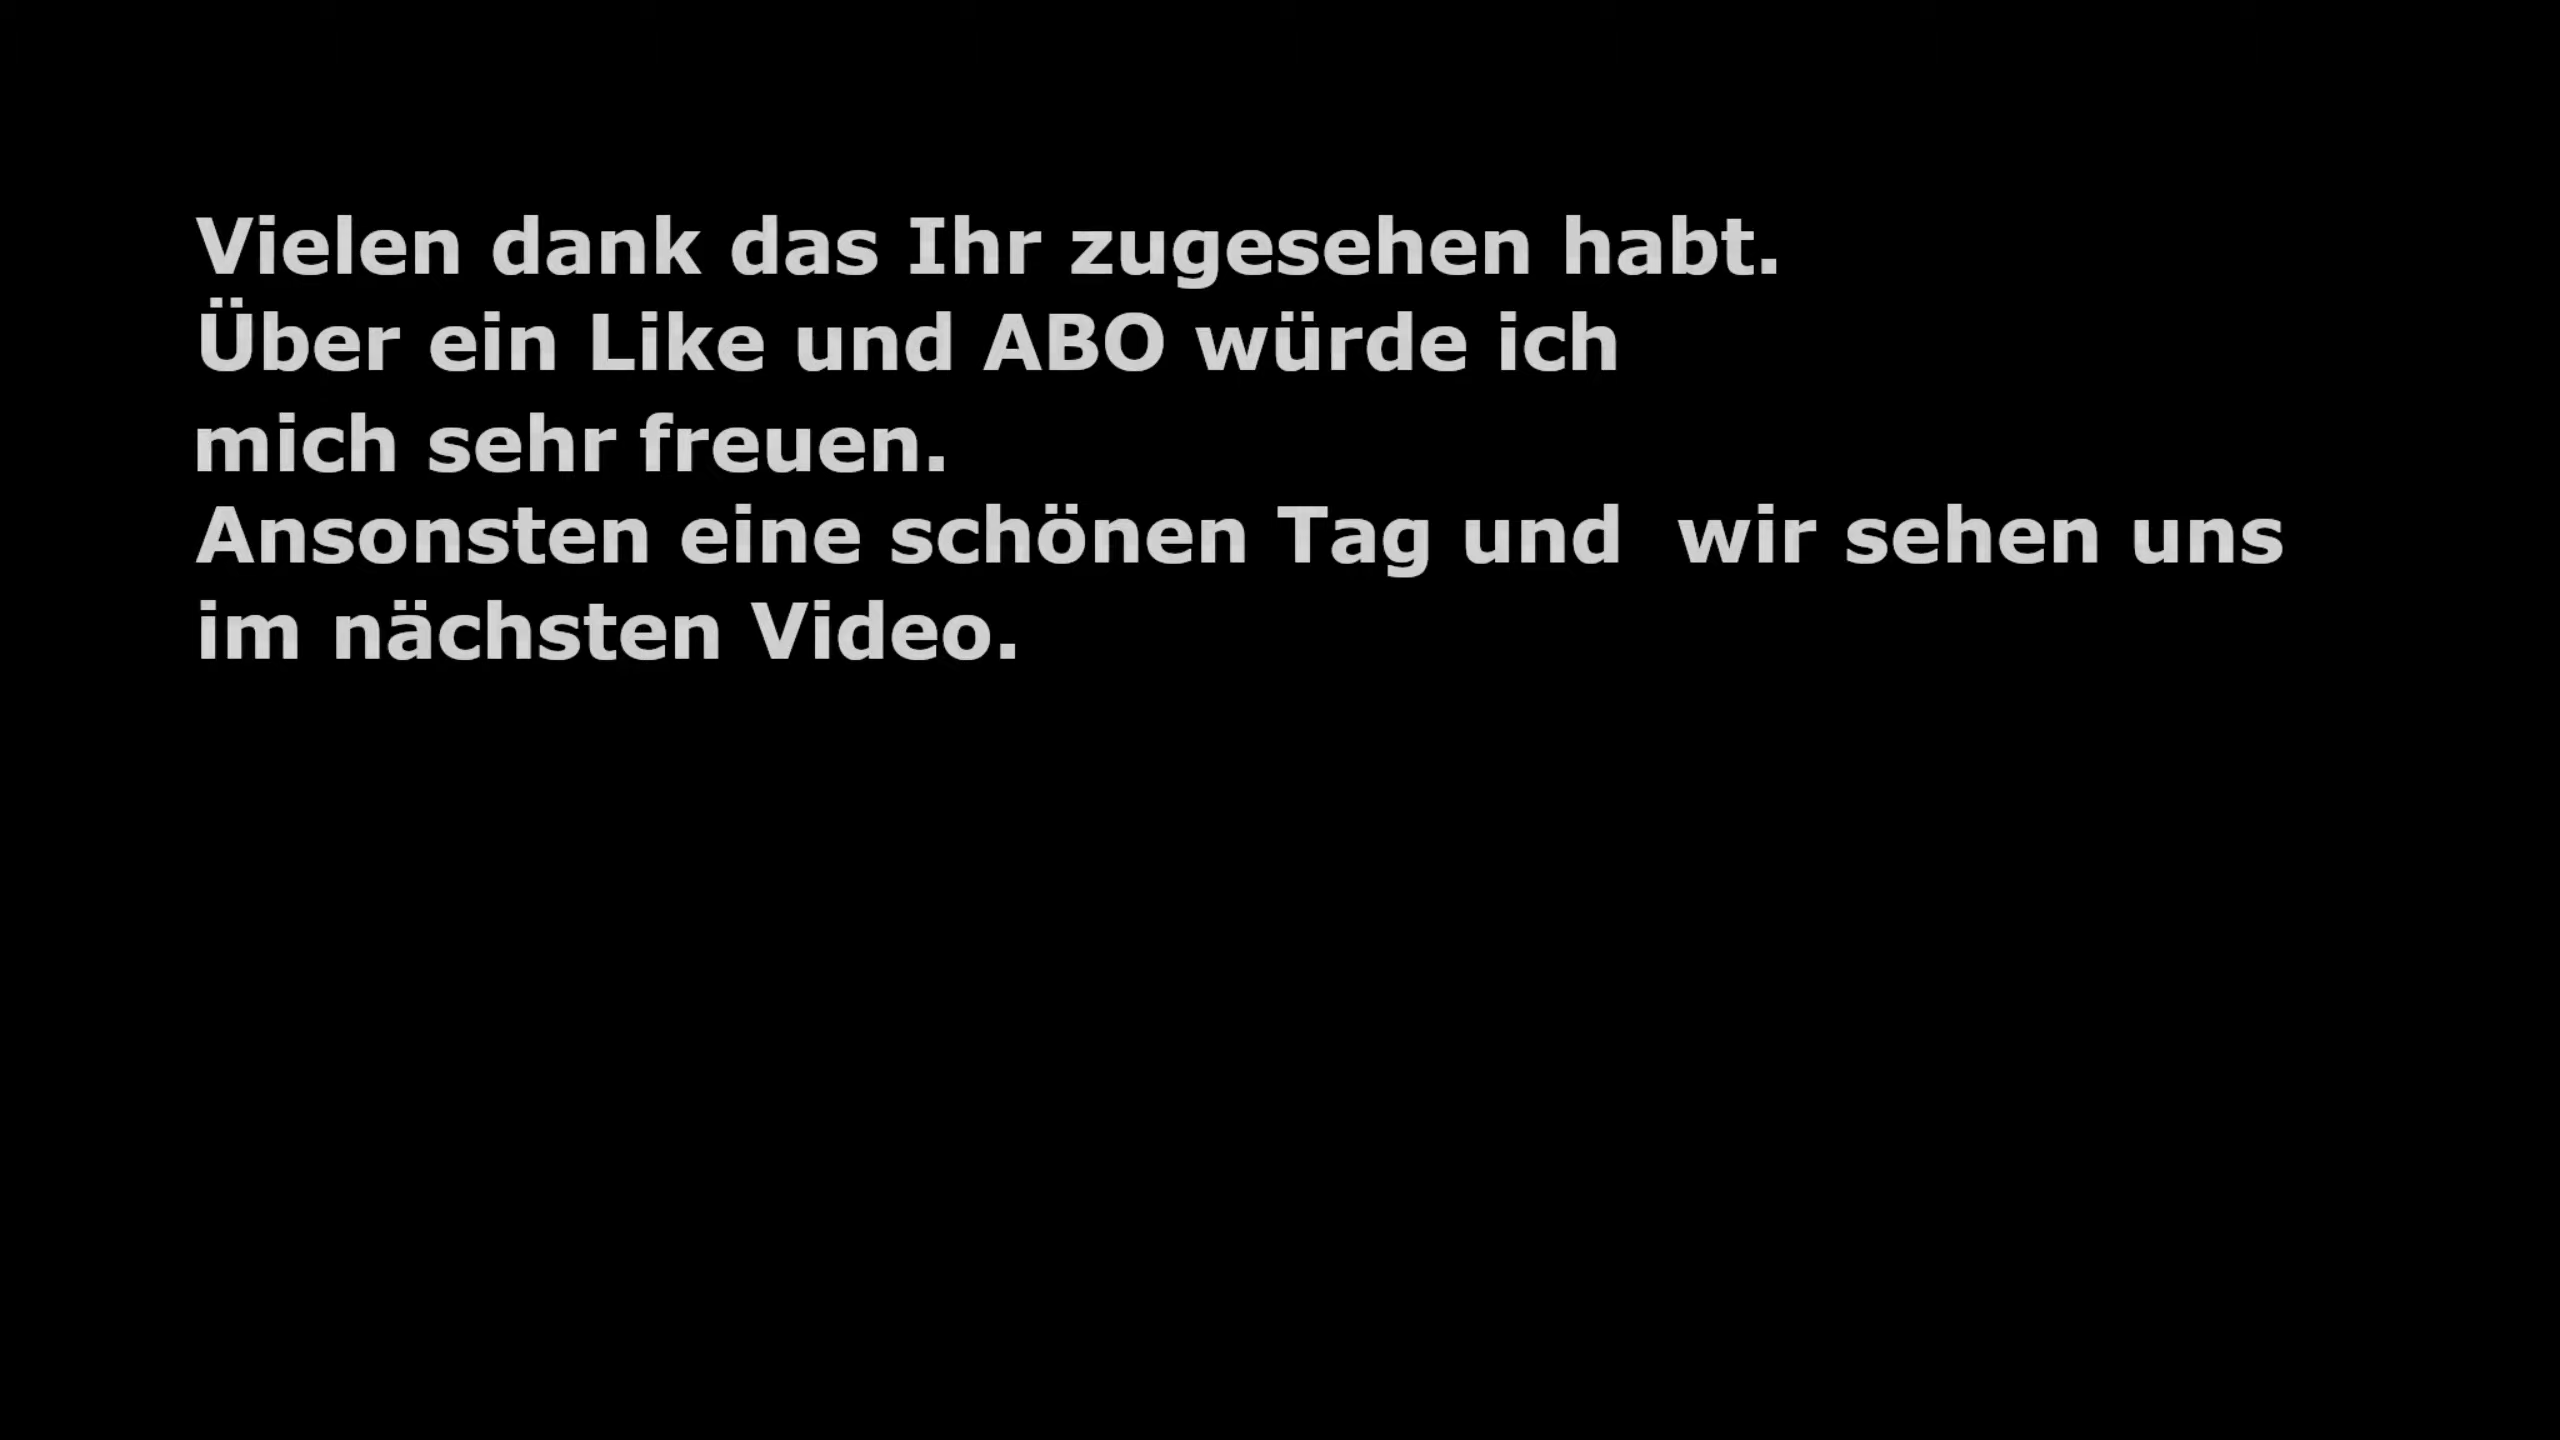 Vielen dank das Ihr zugesehen habt.
Über ein Like und ABO würde ich
mich sehr freuen.
Ansonsten eine schönen Tag und  wir sehen uns
im nächsten Video.